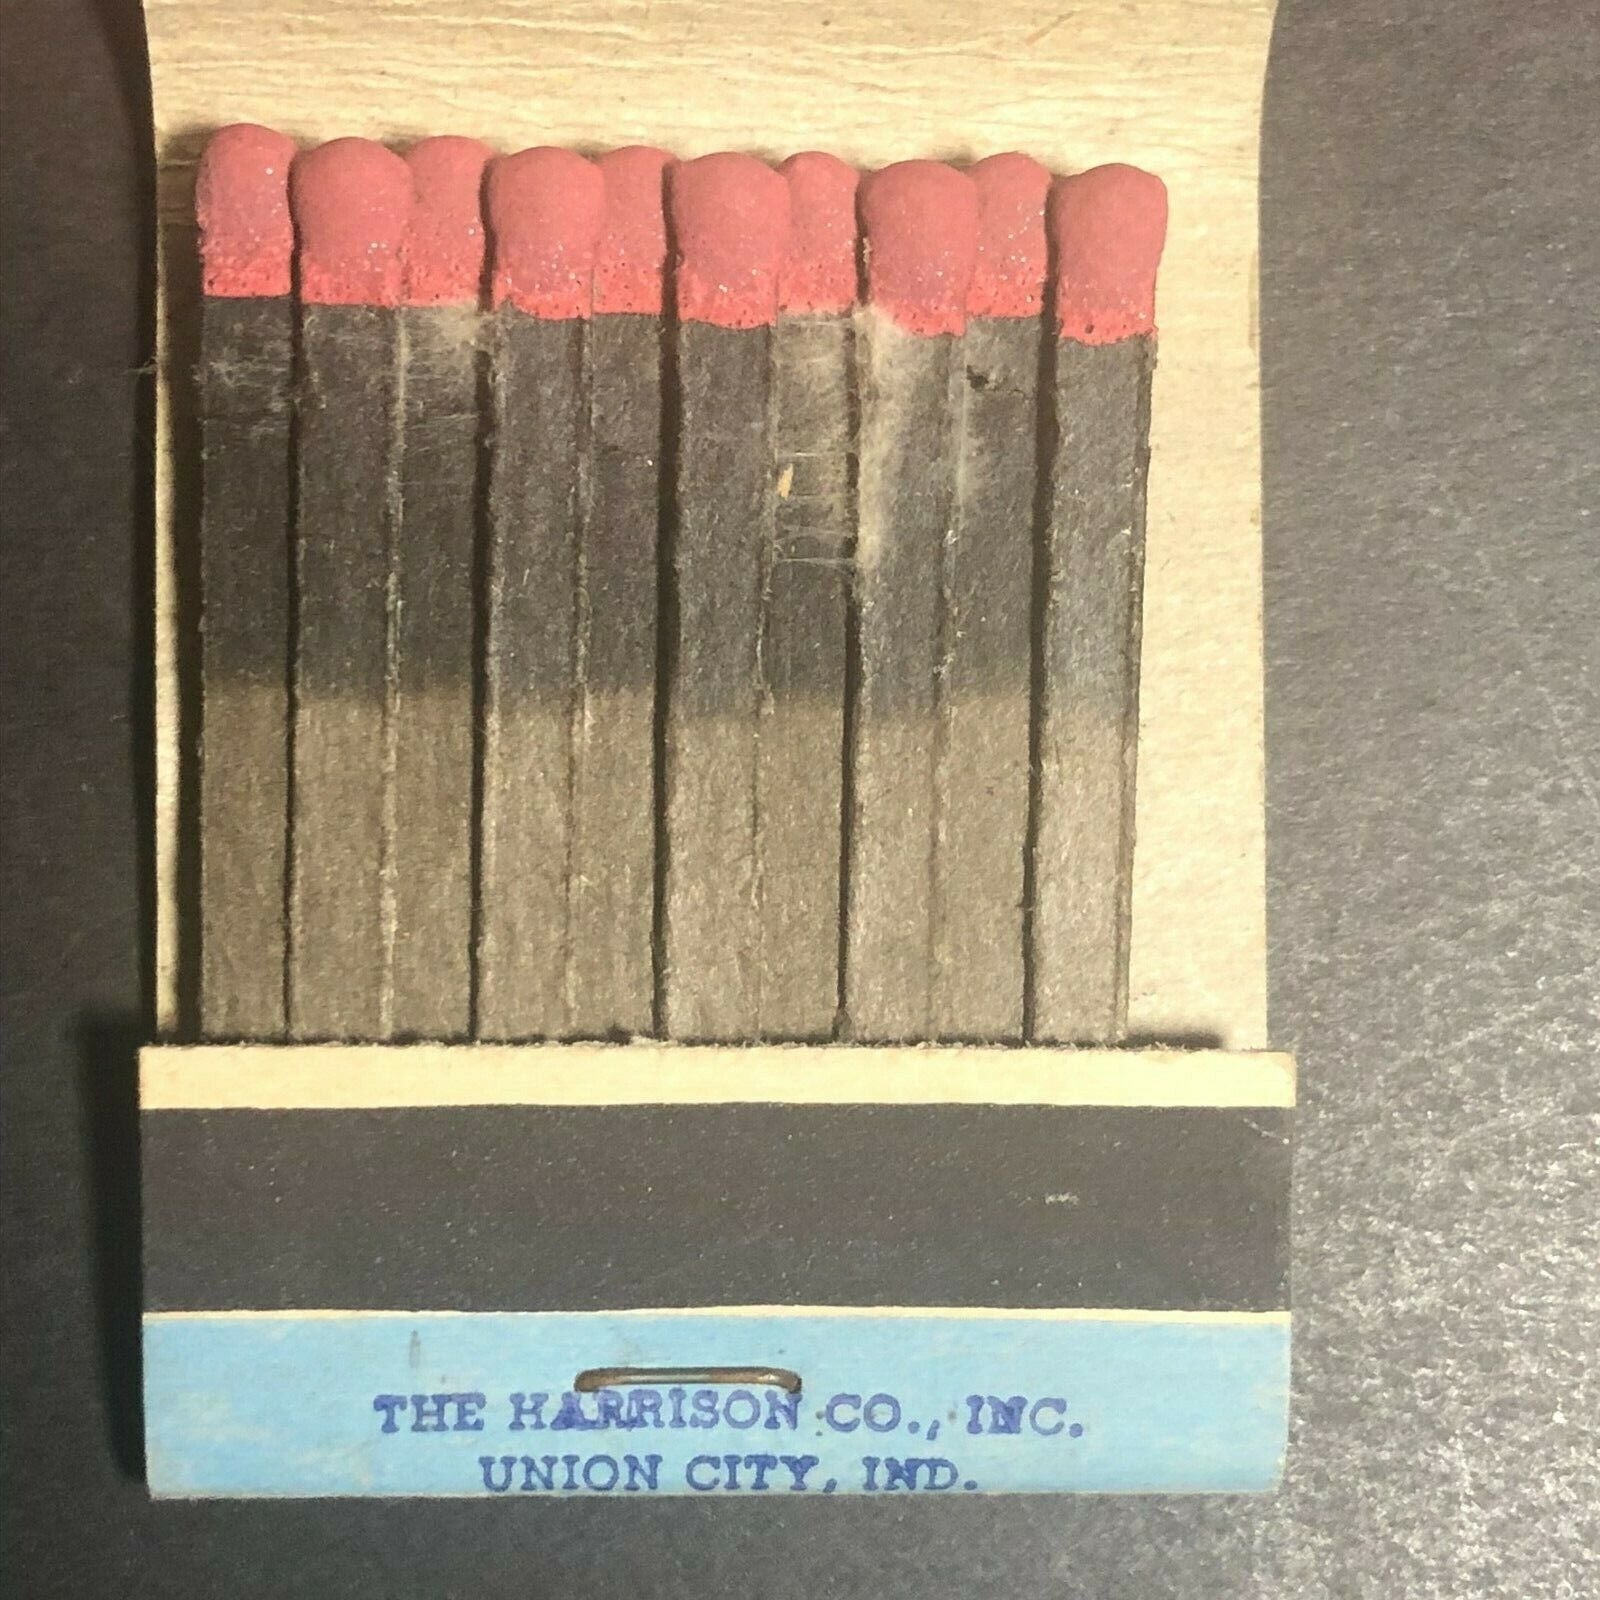 THE HARRISON CO., INC.
UNION CITY, IND.